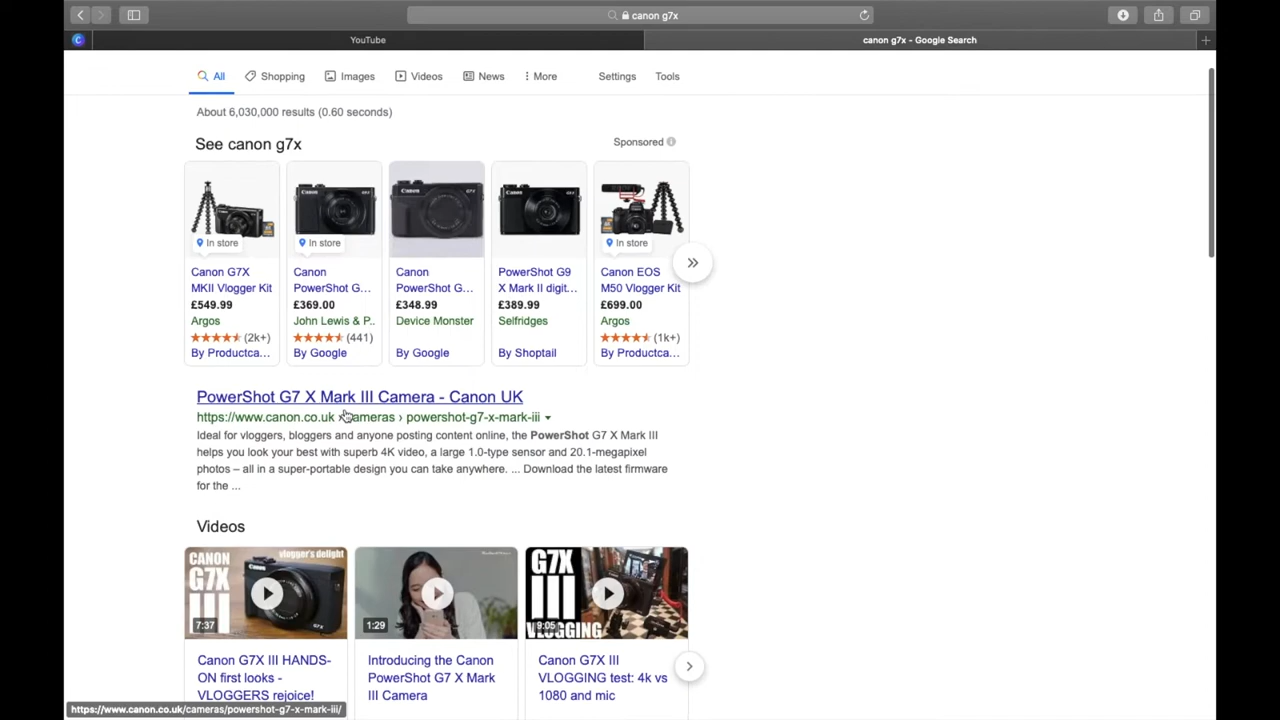 canon g7x
YouTube
canon g7x - Google Search
All
Shopping
Images
Videos
News
More
Settings
Tools
About 6,030,000 results (0.60 seconds)
See canon g7x
Sponsored
In store
In store
In store
Canon G7X
MKII Vlogger Kit
£549.99
Argos
(2k+)
By Productca...
Canon
PowerShot G...
£369.00
John Lewis & P..
(441)
By Google
Canon
PowerShot G...
£348.99
Device Monster
By Google
PowerShot G9
X Mark II digit...
£389.99
Selfridges
By Shoptail
Canon EOS
M50 Vlogger Kit
£699.00
Argos
(1k+)
By Productca...
PowerShot G7 X Mark III Camera - Canon UK
https://www.canon.co.uk › cameras › powershot-g7-x-mark-iii
Ideal for vloggers, bloggers and anyone posting content online, the PowerShot G7 X Mark III
helps you look your best with superb 4K video, a large 1.0-type sensor and 20.1-megapixel
photos – all in a super-portable design you can take anywhere. ... Download the latest firmware
for the ...
Videos
CANON
G7X
III
vlogger's delight
7:37
1:29
G7X
III
VLOGGING
9:05
Canon G7X III HANDS-
ON first looks -
VLOGGERS rejoice!
Introducing the Canon
PowerShot G7 X Mark
III Camera
Canon G7X III
VLOGGING test: 4k vs
1080 and mic
https://www.canon.co.uk/cameras/powershot-g7-x-mark-iii/